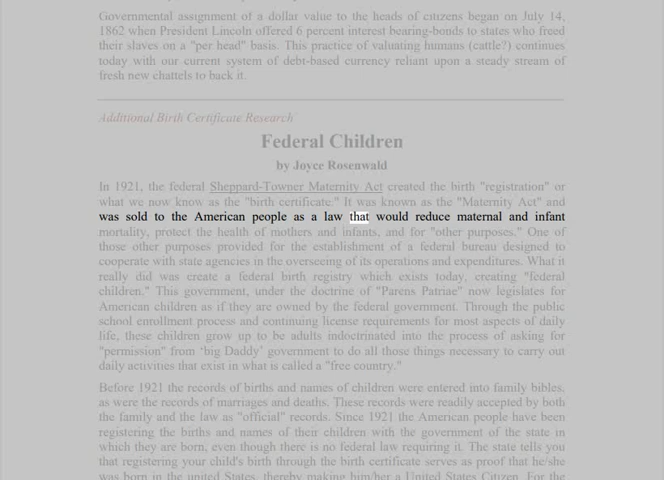 Governmental assignment of a dollar value to the heads of citizens began on July 14,
1862 when President Lincoln offered 6 percent interest bearing-bonds to states who freed
their slaves on a "per head" basis. This practice of valuating humans (cattle?) continues
today with our current system of debt-based currency reliant upon a steady stream of
fresh new chattels to back it.
Additional Birth Certificate Research
Federal Children
by Joyce Rosenwald
In 1921, the federal Sheppard-Towner Maternity Act created the birth "registration" or
what we now know as the "birth certificate." It was known as the "Maternity Act" and
was sold to the American people as a law that would reduce maternal and infant
mortality, protect the health of mothers and infants, and for "other purposes." One of
those other purposes provided for the establishment of a federal bureau designed to
cooperate with state agencies in the overseeing of its operations and expenditures. What it
really did was create a federal birth registry which exists today, creating "federal
children." This government, under the doctrine of "Parens Patriae" now legislates for
American children as if they are owned by the federal government. Through the public
school enrollment process and continuing license requirements for most aspects of daily
life, these children grow up to be adults indoctrinated into the process of asking for
"permission" from 'big Daddy' government to do all those things necessary to carry out
daily activities that exist in what is called a "free country."
Before 1921 the records of births and names of children were entered into family bibles,
as were the records of marriages and deaths. These records were readily accepted by both
the family and the law as "official" records. Since 1921 the American people have been
registering the births and names of their children with the government of the state in
which they are born, even though there is no federal law requiring it. The state tells you
that registering your child's birth through the birth certificate serves as proof that he/she
was born in the united States, thereby making him/her a United States Citizen. For the